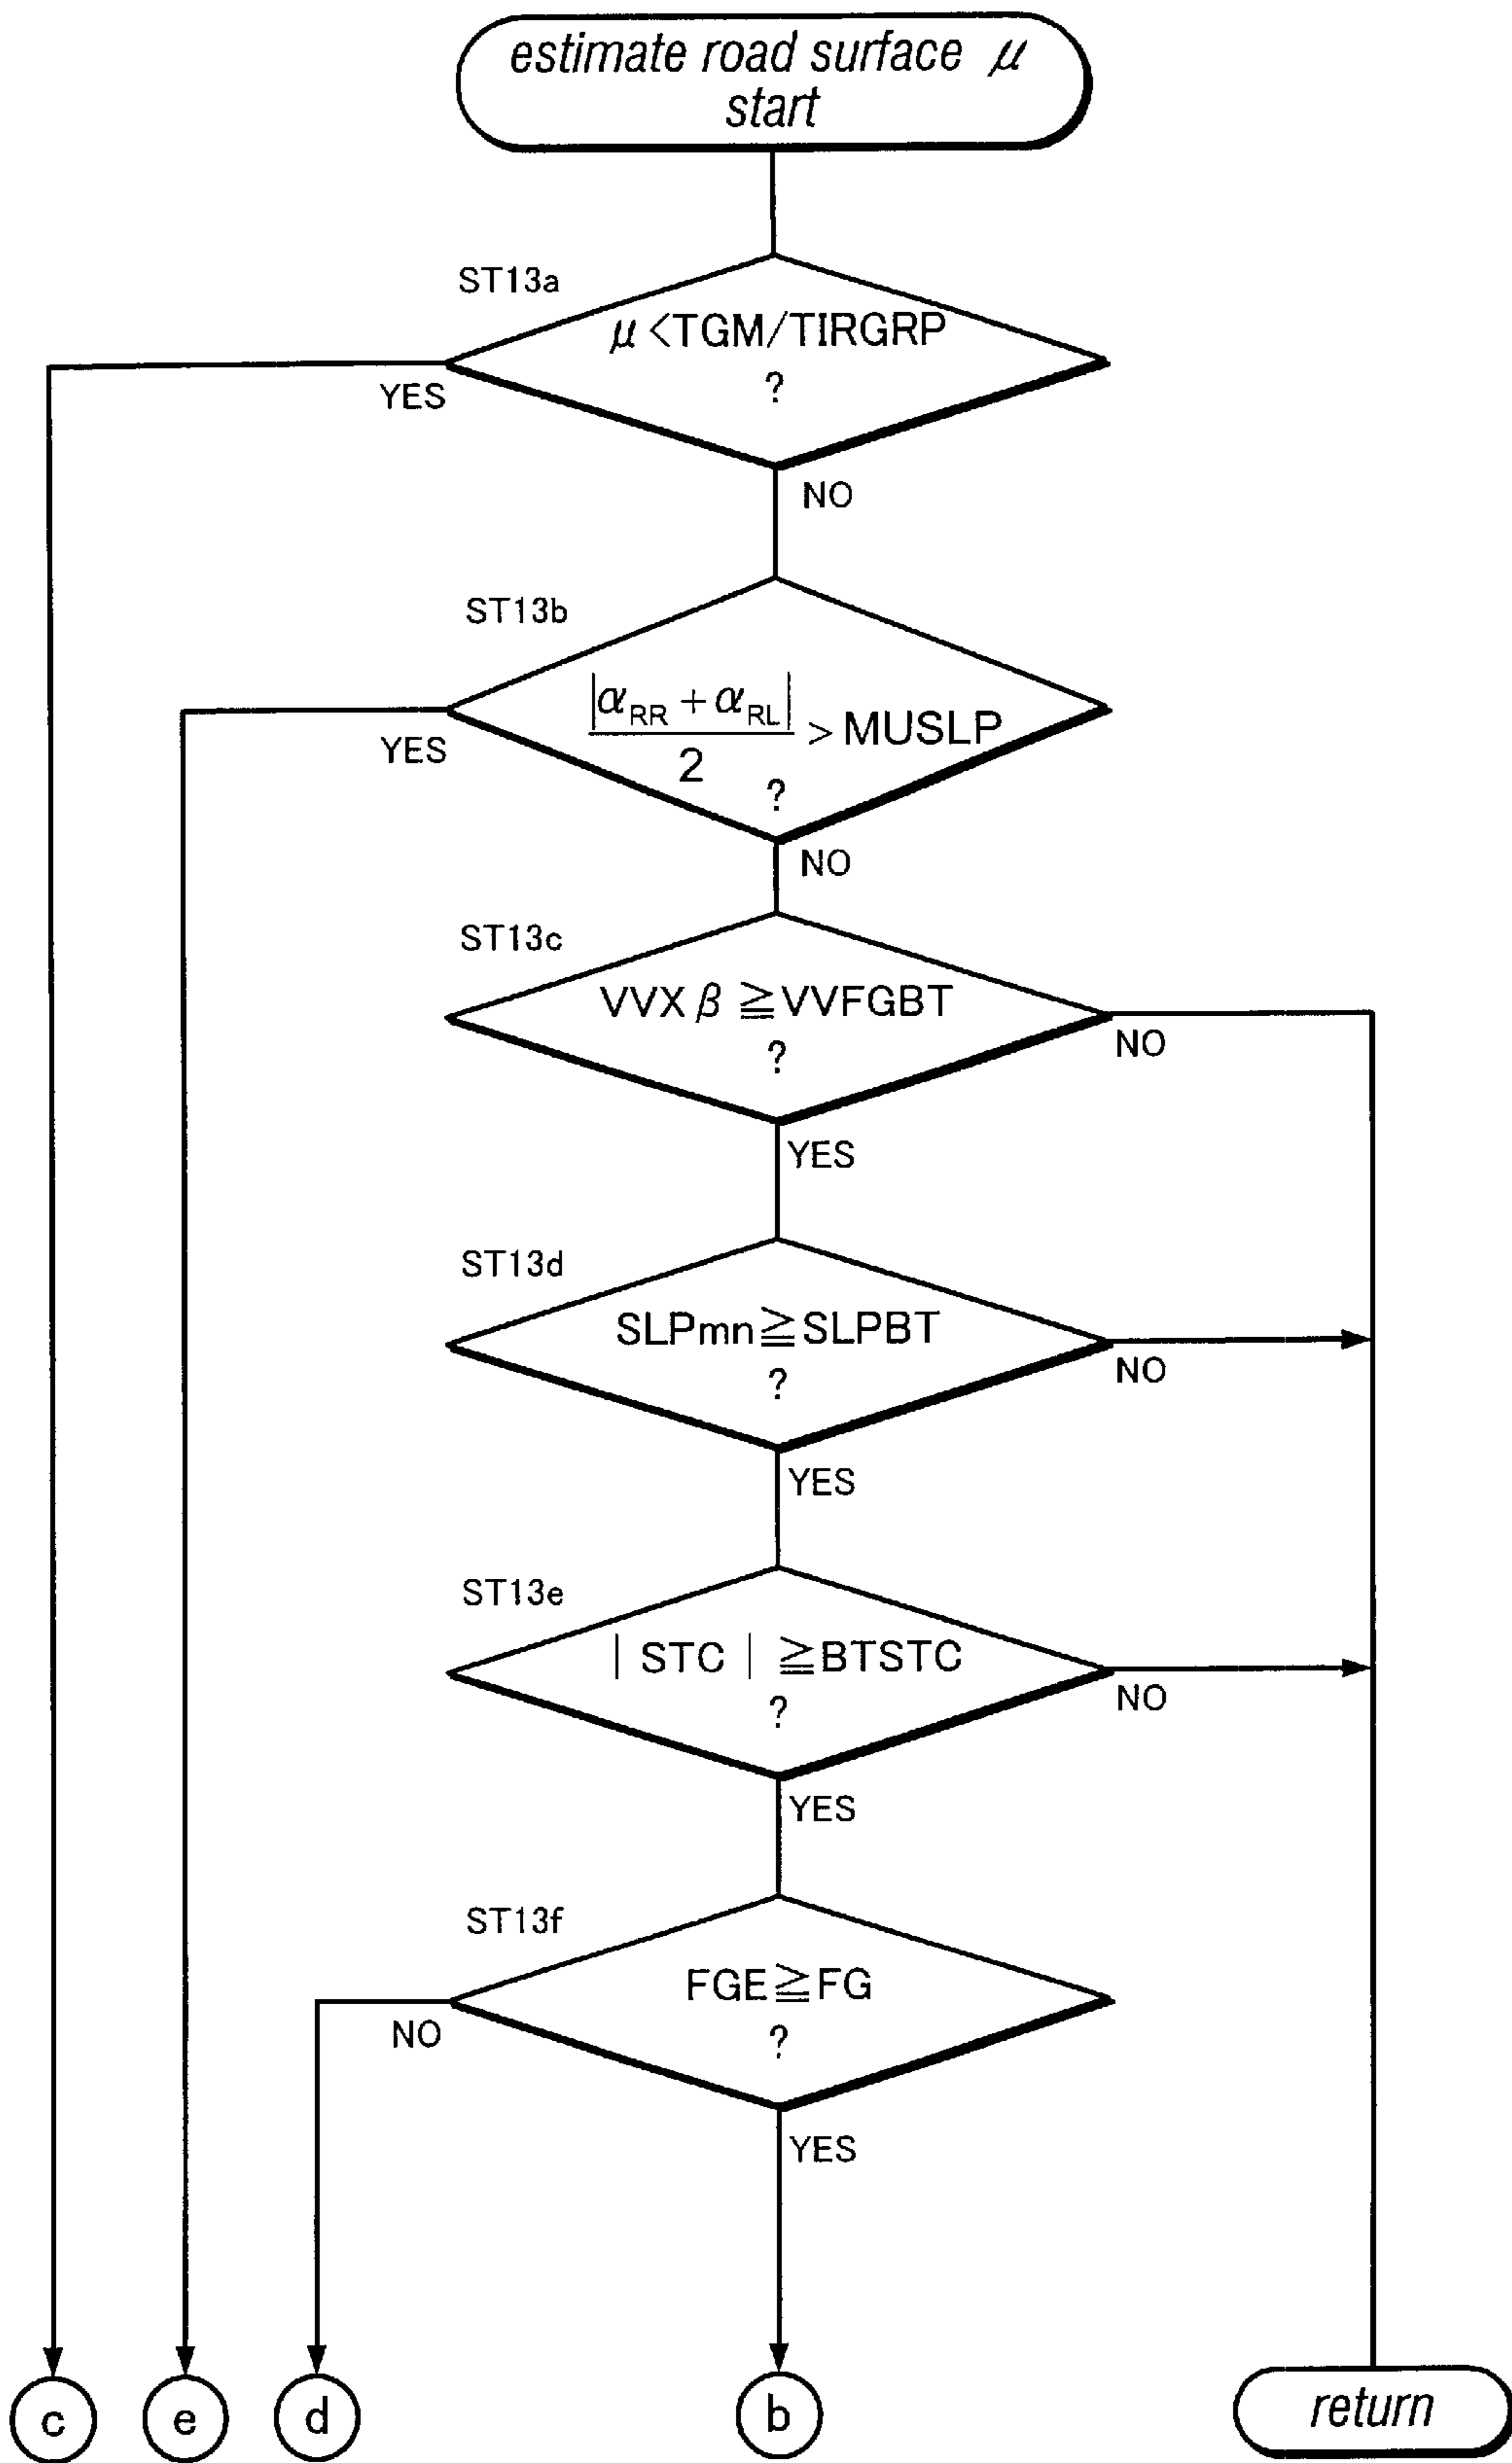 estimate road surface μ
start
ST13a
μ<TGM/TIRGRP
?
YES
NO
ST13b
|α_RR + α_RL|
2
> MUSLP
?
YES
NO
ST13c
VVXβ ≧VVFGBT
?
NO
YES
ST13d
SLPmn≧SLPBT
?
NO
YES
ST13e
| STC | ≧BTSTC
?
NO
YES
ST13f
FGE≧FG
?
NO
YES
c
e
d
b
return